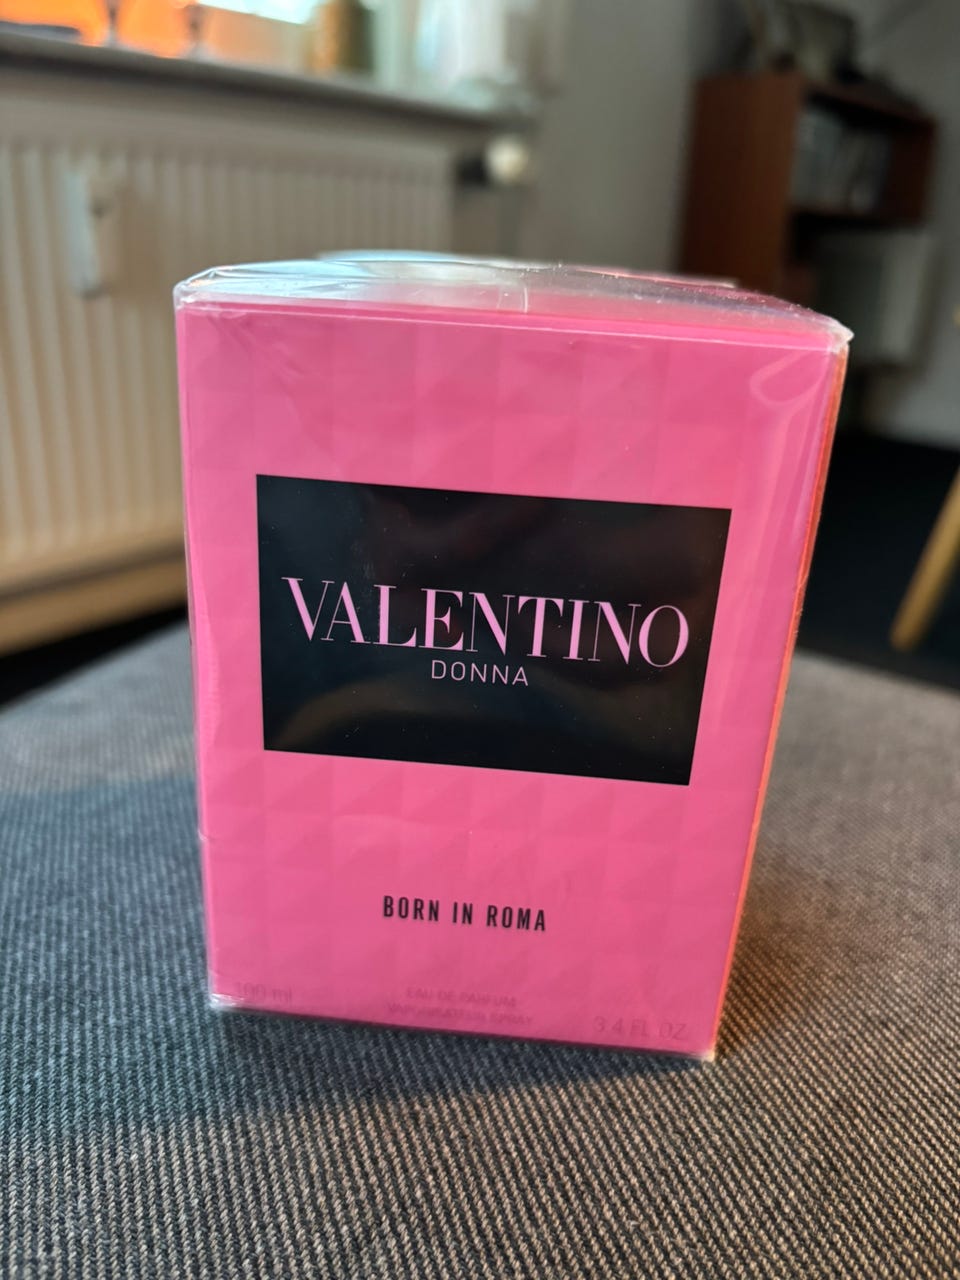 VALENTINO
DONNA
BORN IN ROMA
100 ml
EAU DE PARFUM
VAPORISATEUR SPRAY
3.4 FL. OZ.